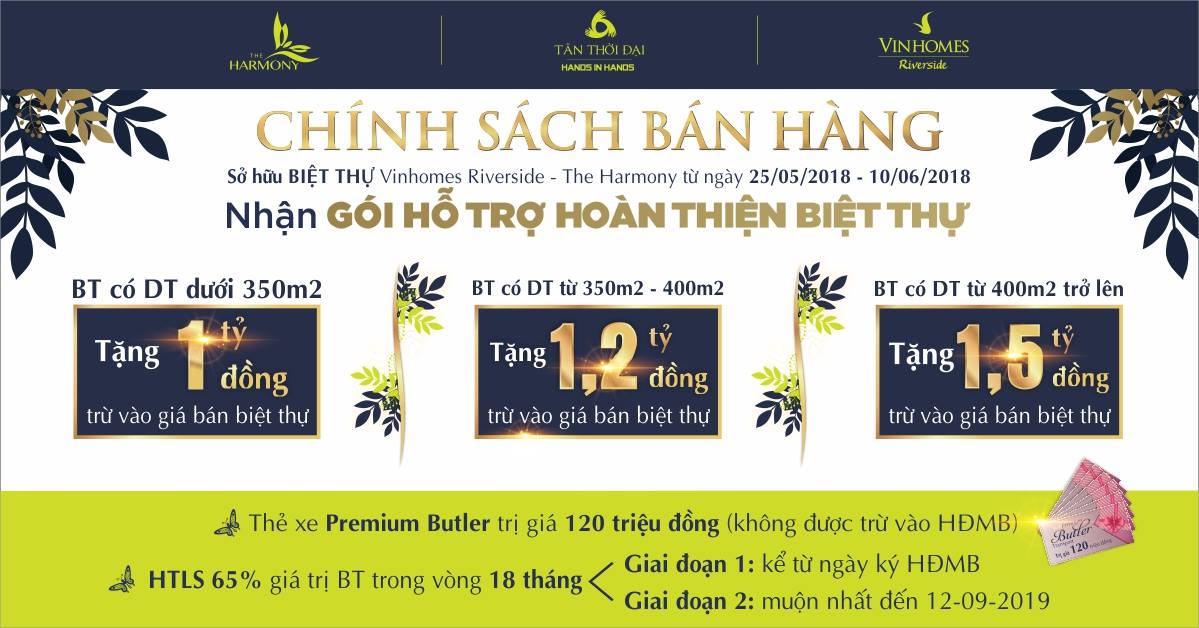 THE
HARMONY
TÂN THỜI ĐẠI
HANDS IN HANDS
VINHOMES
Riverside
CHÍNH SÁCH BÁN HÀNG
Sở hữu BIỆT THỰ Vinhomes Riverside - The Harmony từ ngày 25/05/2018 - 10/06/2018
Nhận GÓI HỖ TRỢ HOÀN THIỆN BIỆT THỰ
BT có DT dưới 350m2
Tặng 1 tỷ đồng
trừ vào giá bán biệt thự
BT có DT từ 350m2 - 400m2
Tặng 1,2 tỷ đồng
trừ vào giá bán biệt thự
BT có DT từ 400m2 trở lên
Tặng 1,5 tỷ đồng
trừ vào giá bán biệt thự
Thẻ xe Premium Butler trị giá 120 triệu đồng (không được trừ vào HĐMB)
Butler
Trị giá 120 triệu đồng
HTLS 65% giá trị BT trong vòng 18 tháng
Giai đoạn 1: kể từ ngày ký HĐMB
Giai đoạn 2: muộn nhất đến 12-09-2019